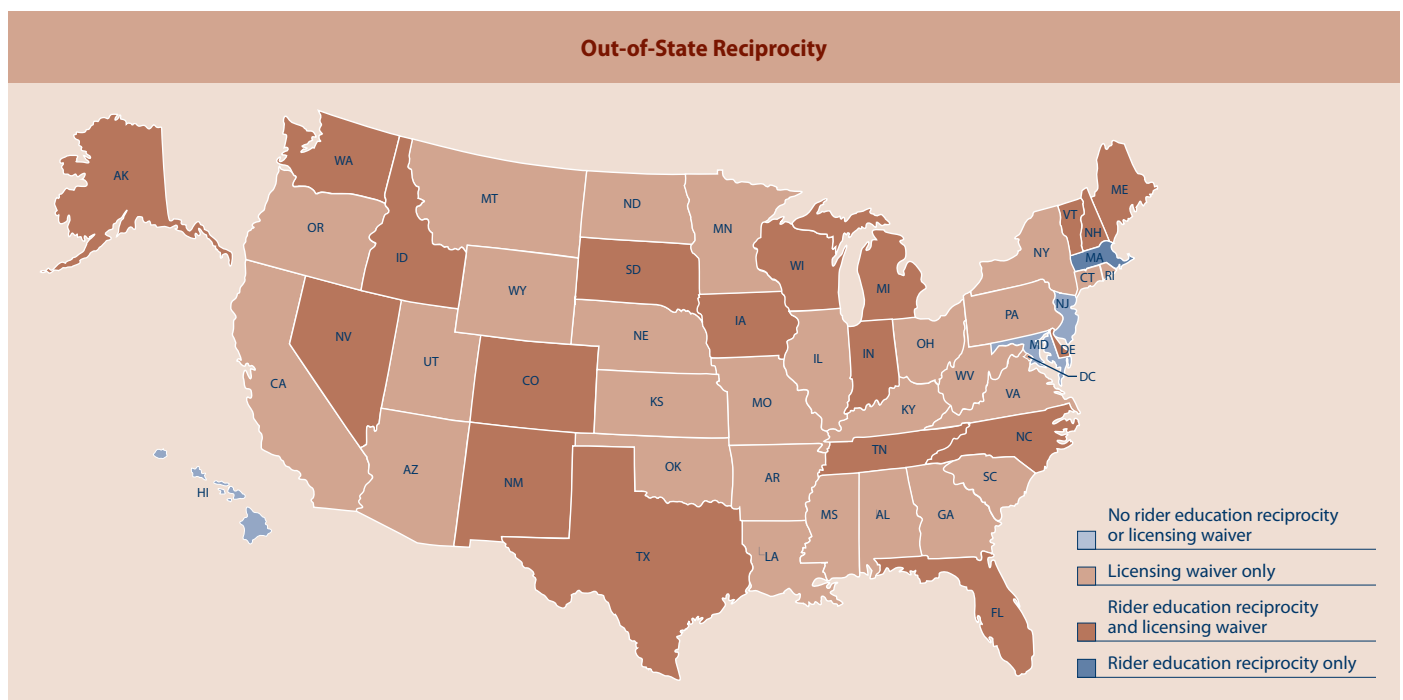 Out-of-State Reciprocity
AK
WA
MT
ND
MN
ME
VT
NH
OR
ID
SD
WI
MI
NY
MA
CT
RI
WY
IA
PA
NJ
NV
NE
UT
CO
IL
IN
OH
MD
DE
DC
CA
KS
MO
WV
VA
KY
AZ
NM
OK
AR
TN
NC
SC
HI
TX
LA
MS
AL
GA
FL
No rider education reciprocity
or licensing waiver
Licensing waiver only
Rider education reciprocity
and licensing waiver
Rider education reciprocity only